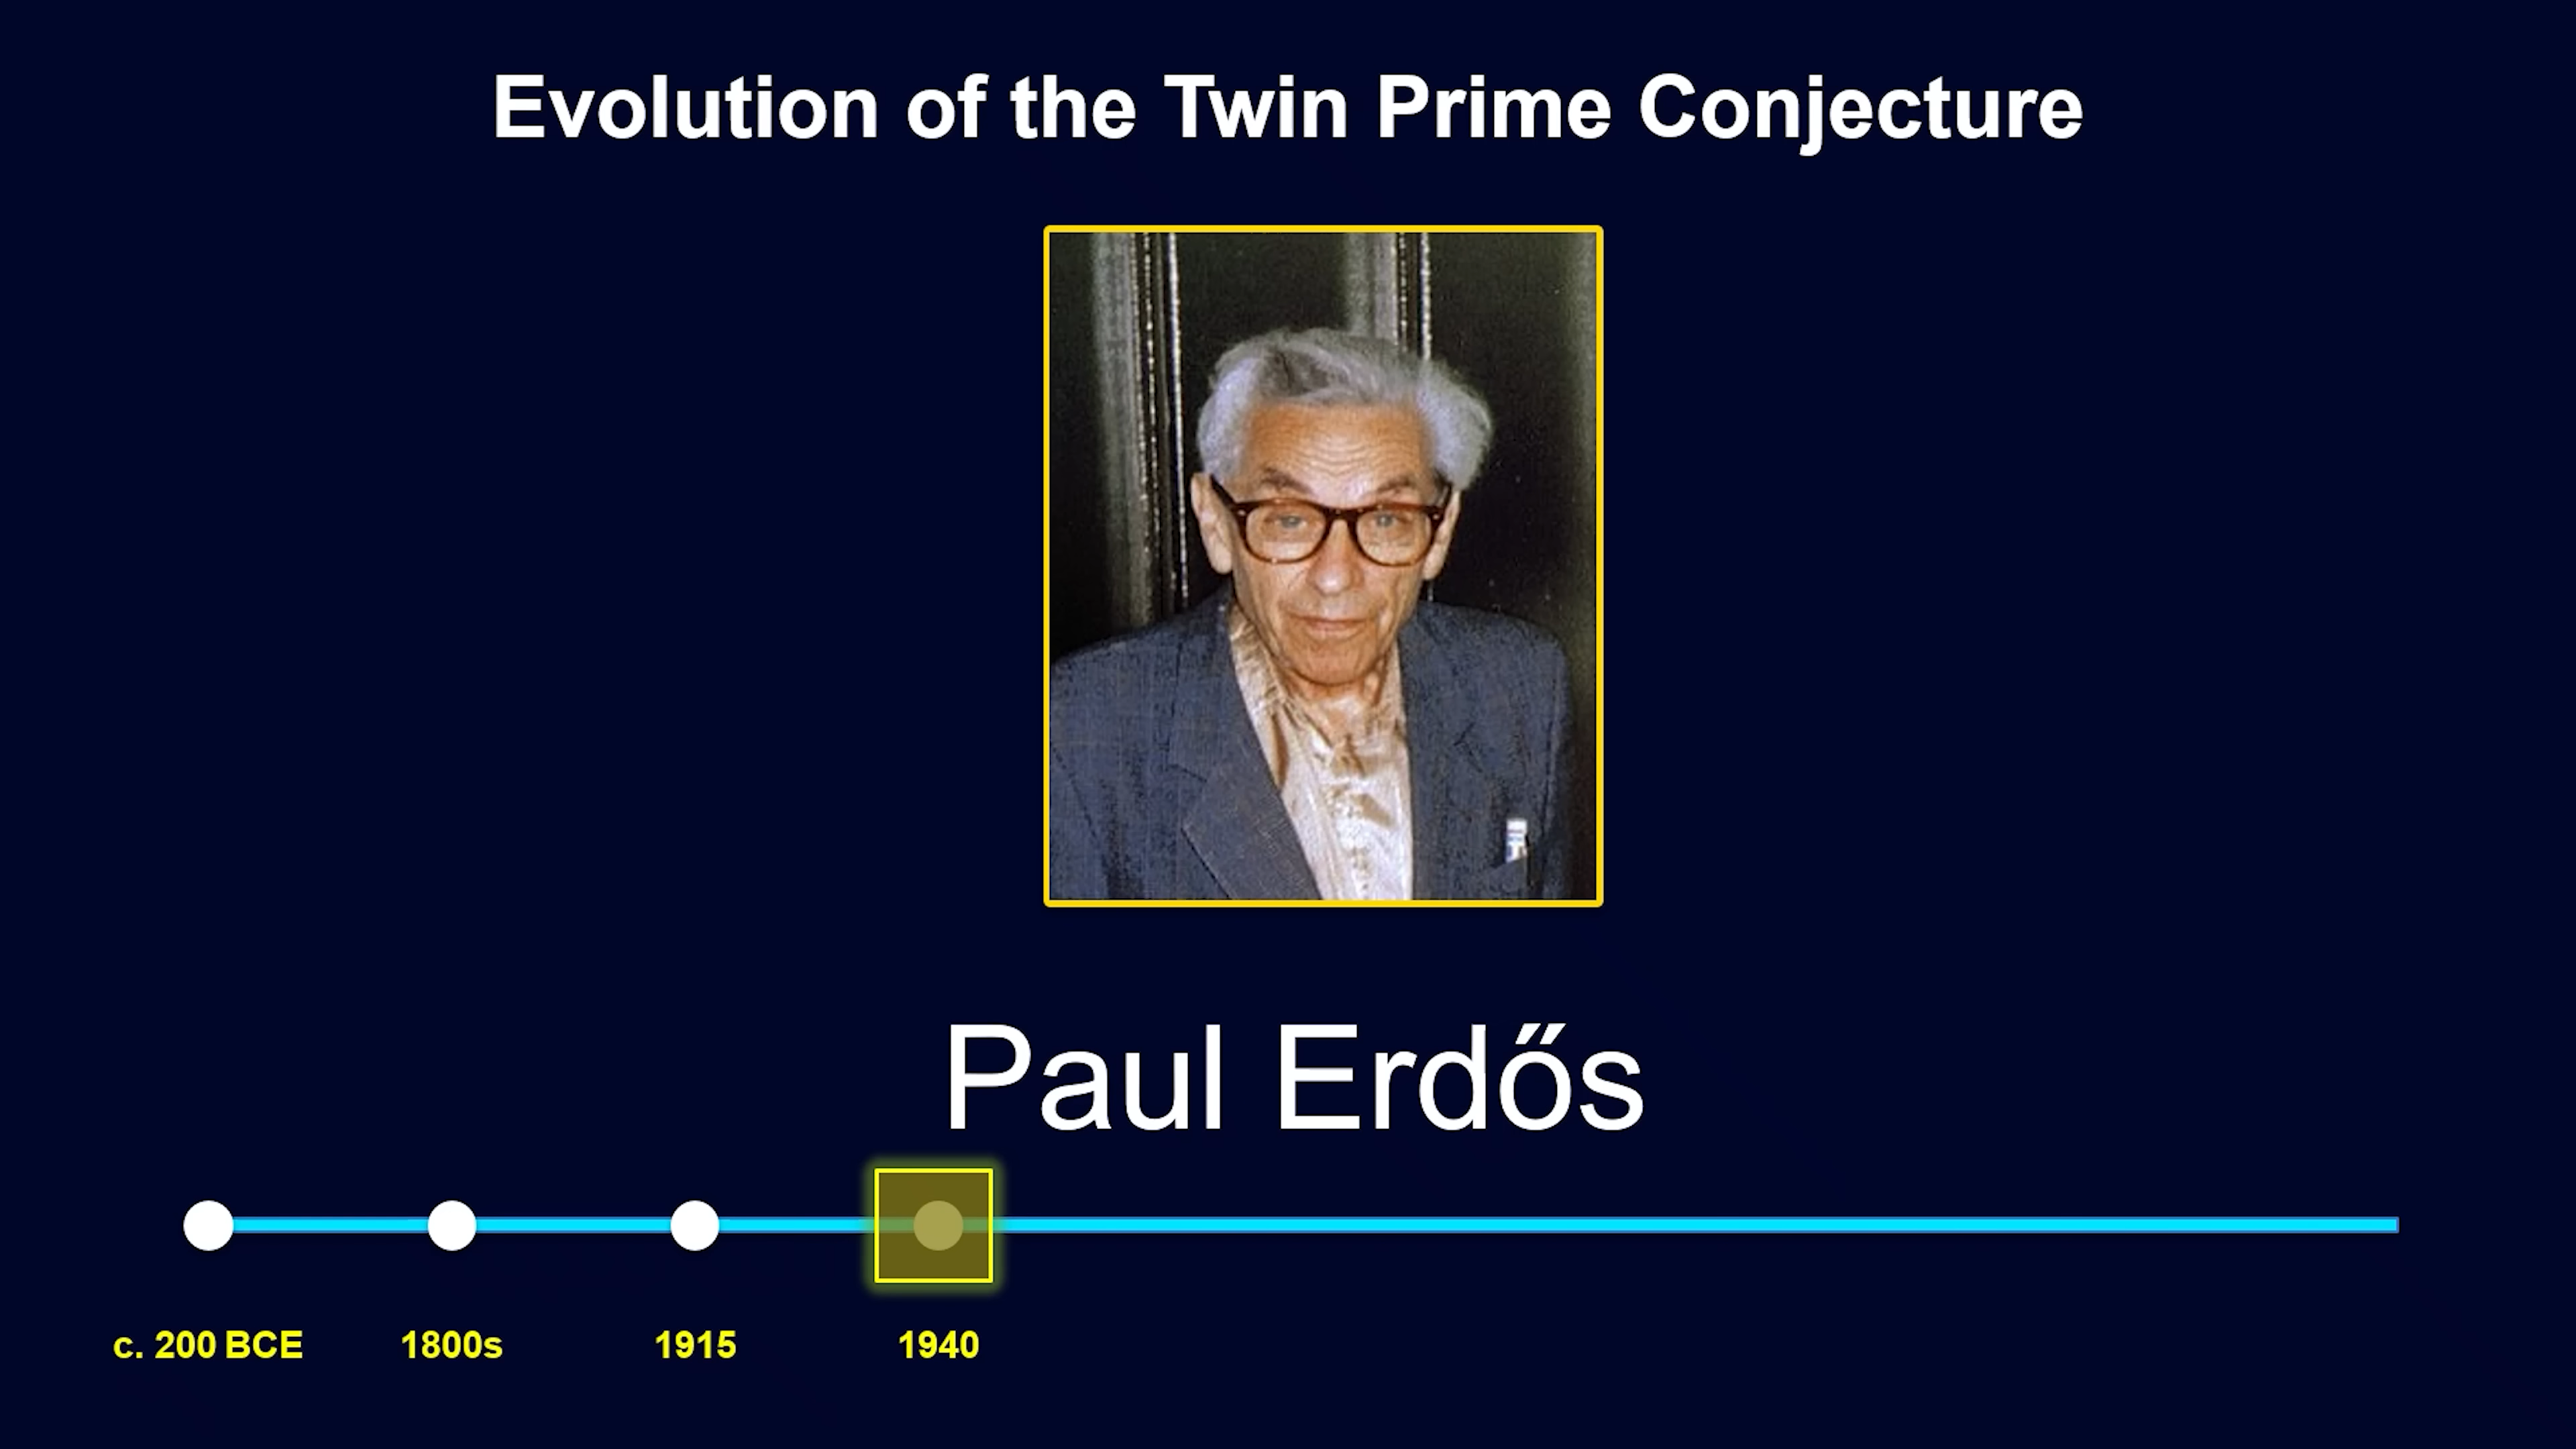 Evolution of the Twin Prime Conjecture
Paul Erdős
c. 200 BCE 1800s 1915 1940